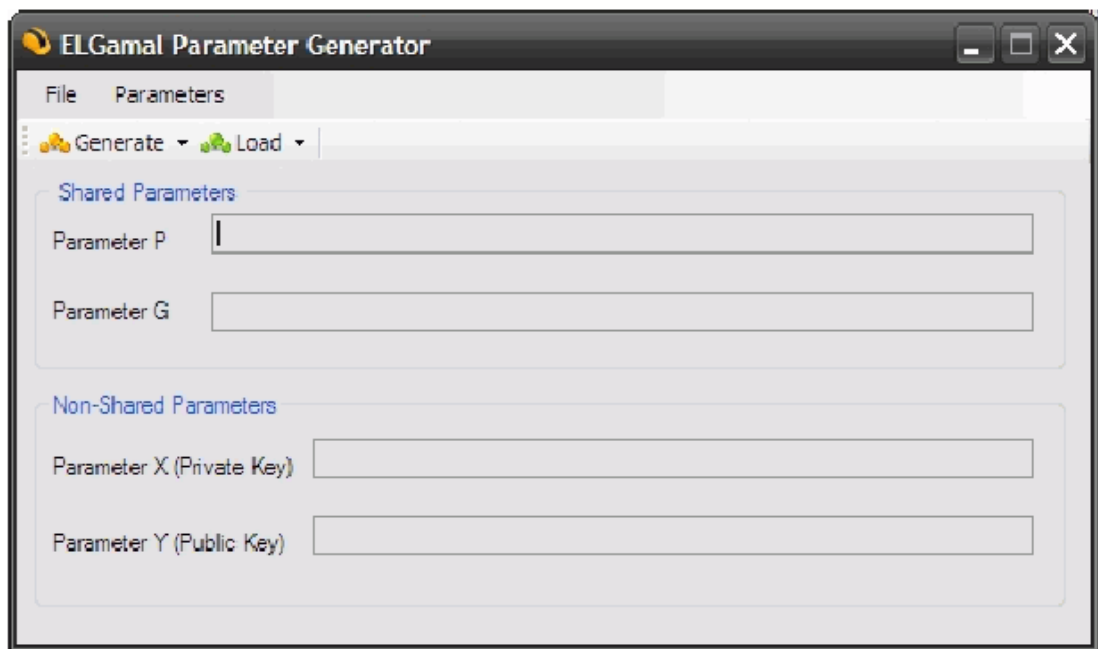 ELGamal Parameter Generator
File Parameters
Generate Load
Shared Parameters
Parameter P
Parameter G
Non-Shared Parameters
Parameter X (Private Key)
Parameter Y (Public Key)